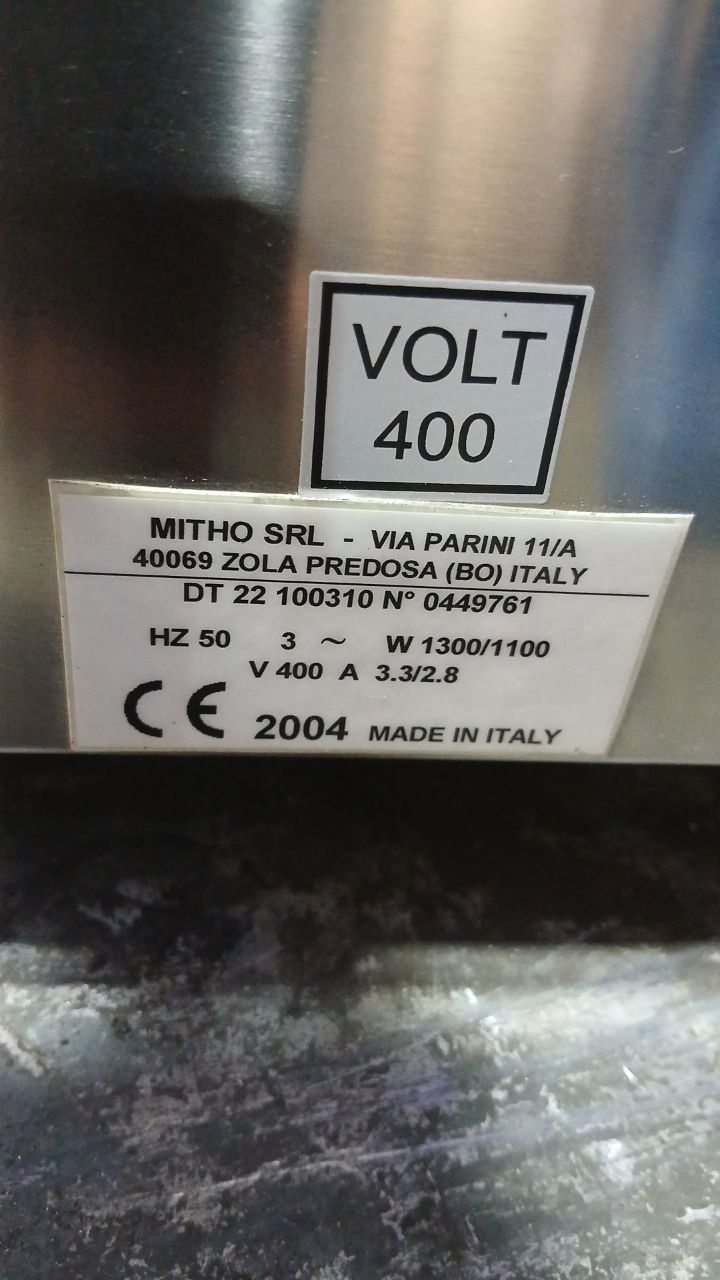 VOLT
400
MITHO SRL - VIA PARINI 11/A
40069 ZOLA PREDOSA (BO) ITALY
DT 22 100310 N° 0449761
HZ 50 3 ~ W 1300/1100
V 400 A 3.3/2.8
CE 2004 MADE IN ITALY